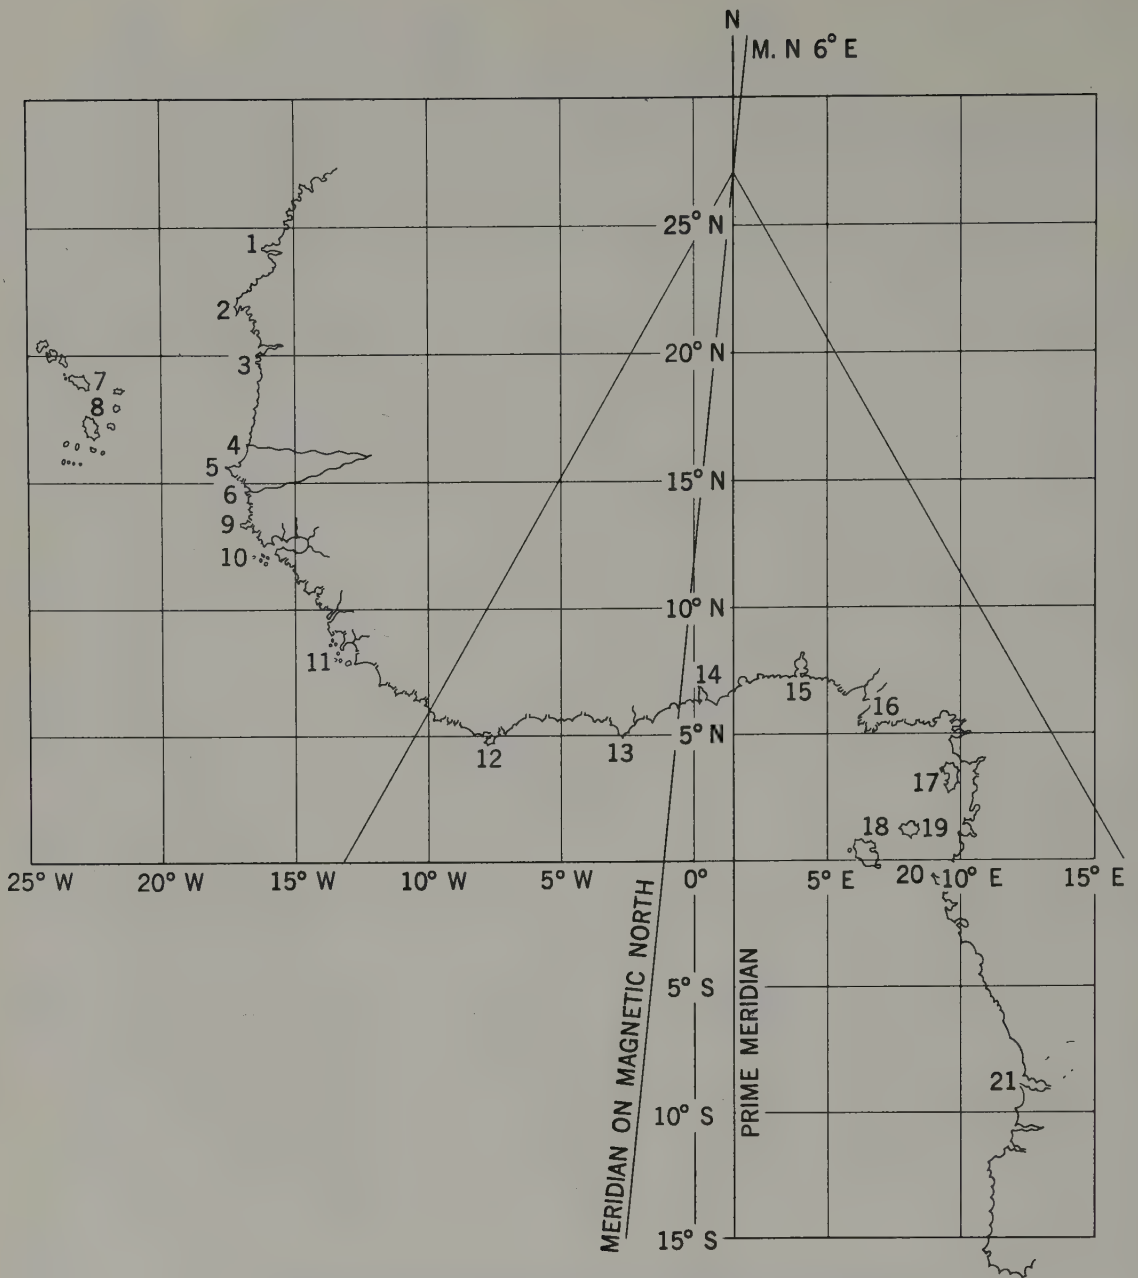 N
M. N 6° E
25° N
1
2
20° N
3
7
8
4
5
15° N
6
9
10
10° N
11
14
15
16
5° N
12
13
17
18
19
25° W
20° W
15° W
10° W
5° W
0°
5° E
20
10° E
15° E
MERIDIAN ON MAGNETIC NORTH
PRIME MERIDIAN
5° S
21
10° S
15° S